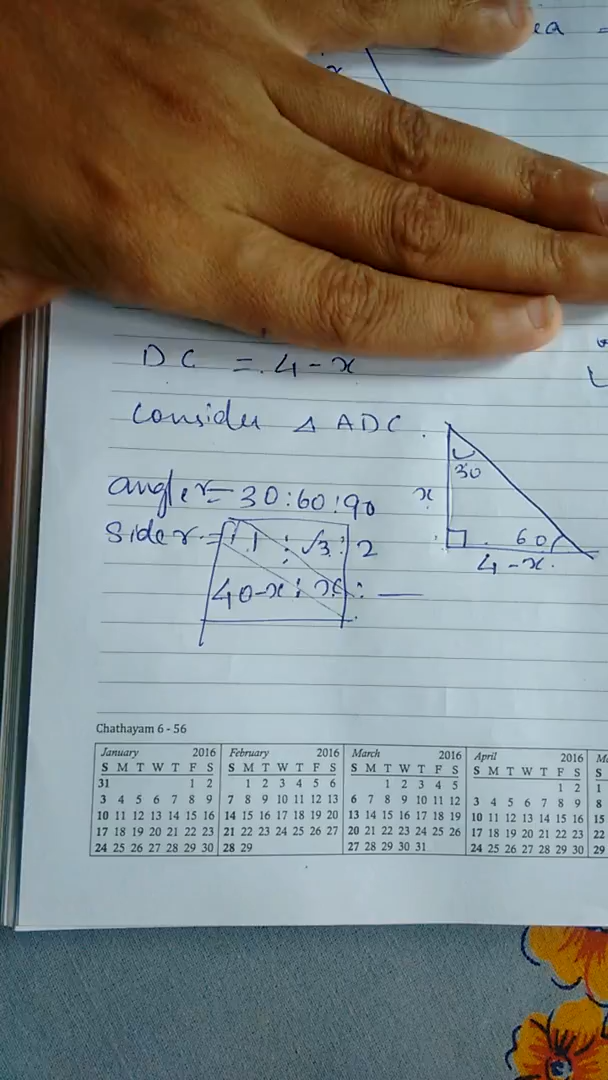 ea =
x
DC = 4-x
consider △ ADC.
angles = 30:60:90
Sides = 1 : √3 : 2
40-x : x : —
x
30
60
4-x.
Chathayam 6 - 56
January 2016
S M T W T F S
31 1 2
3 4 5 6 7 8 9
10 11 12 13 14 15 16
17 18 19 20 21 22 23
24 25 26 27 28 29 30
February 2016
S M T W T F S
1 2 3 4 5 6
7 8 9 10 11 12 13
14 15 16 17 18 19 20
21 22 23 24 25 26 27
28 29
March 2016
S M T W T F S
1 2 3 4 5
6 7 8 9 10 11 12
13 14 15 16 17 18 19
20 21 22 23 24 25 26
27 28 29 30 31
April 2016
S M T W T F S
1 2
3 4 5 6 7 8 9
10 11 12 13 14 15 16
17 18 19 20 21 22 23
24 25 26 27 28 29 30
S
1
8
15
22
29